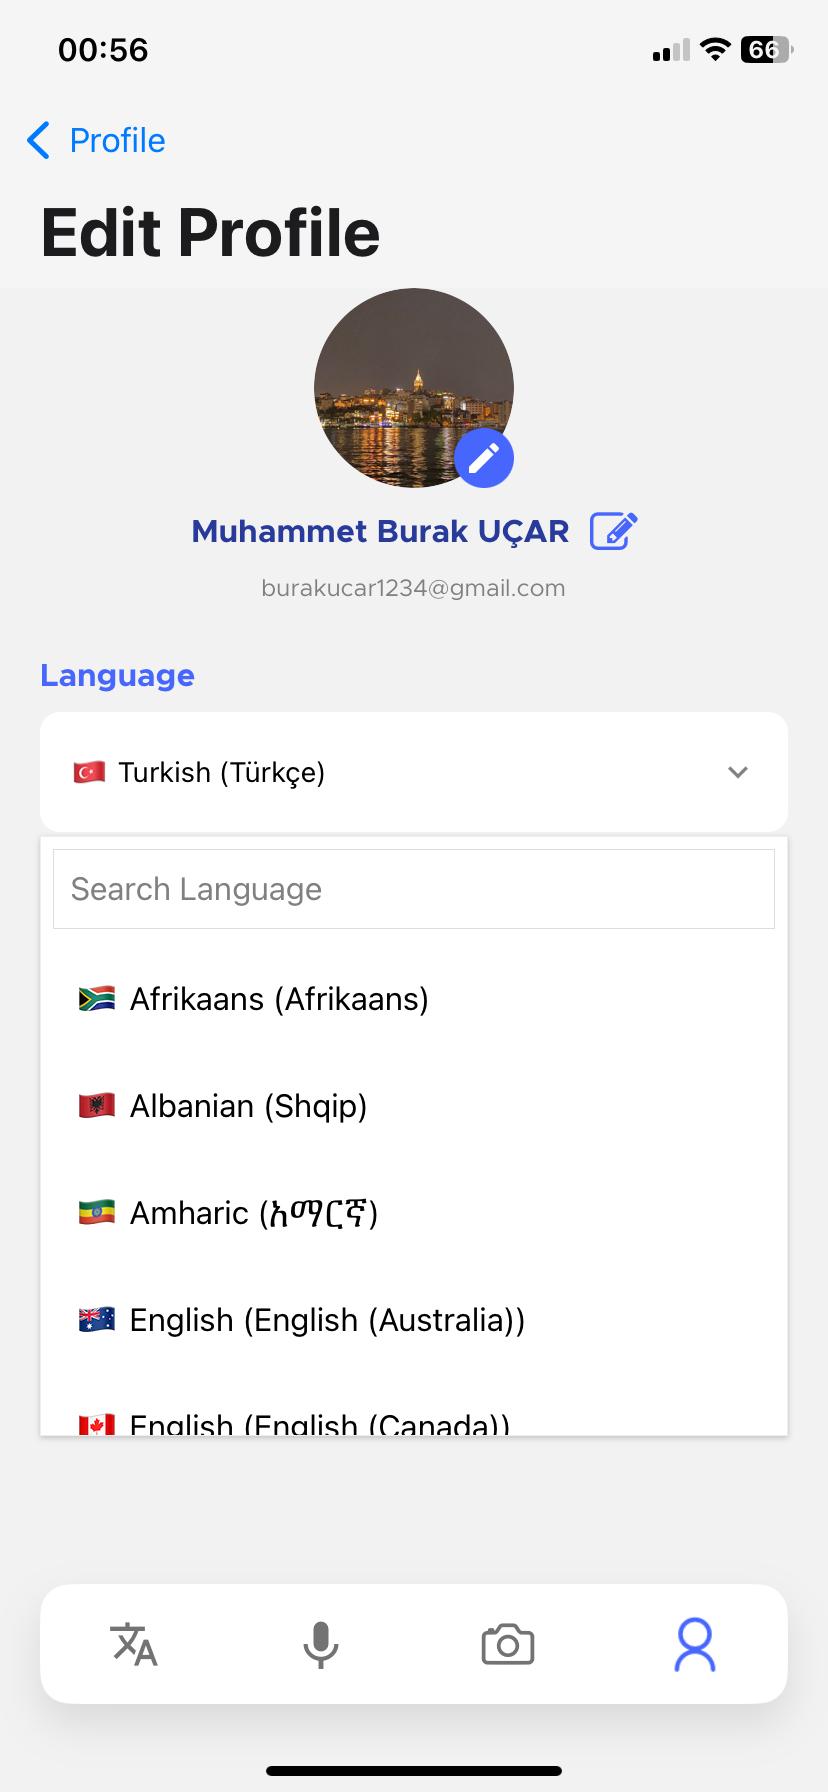 00:56
66
Profile
Edit Profile
Muhammet Burak UÇAR
burakucar1234@gmail.com
Language
Turkish (Türkçe)
Search Language
Afrikaans (Afrikaans)
Albanian (Shqip)
Amharic (አማርኛ)
English (English (Australia))
English (English (Canada))